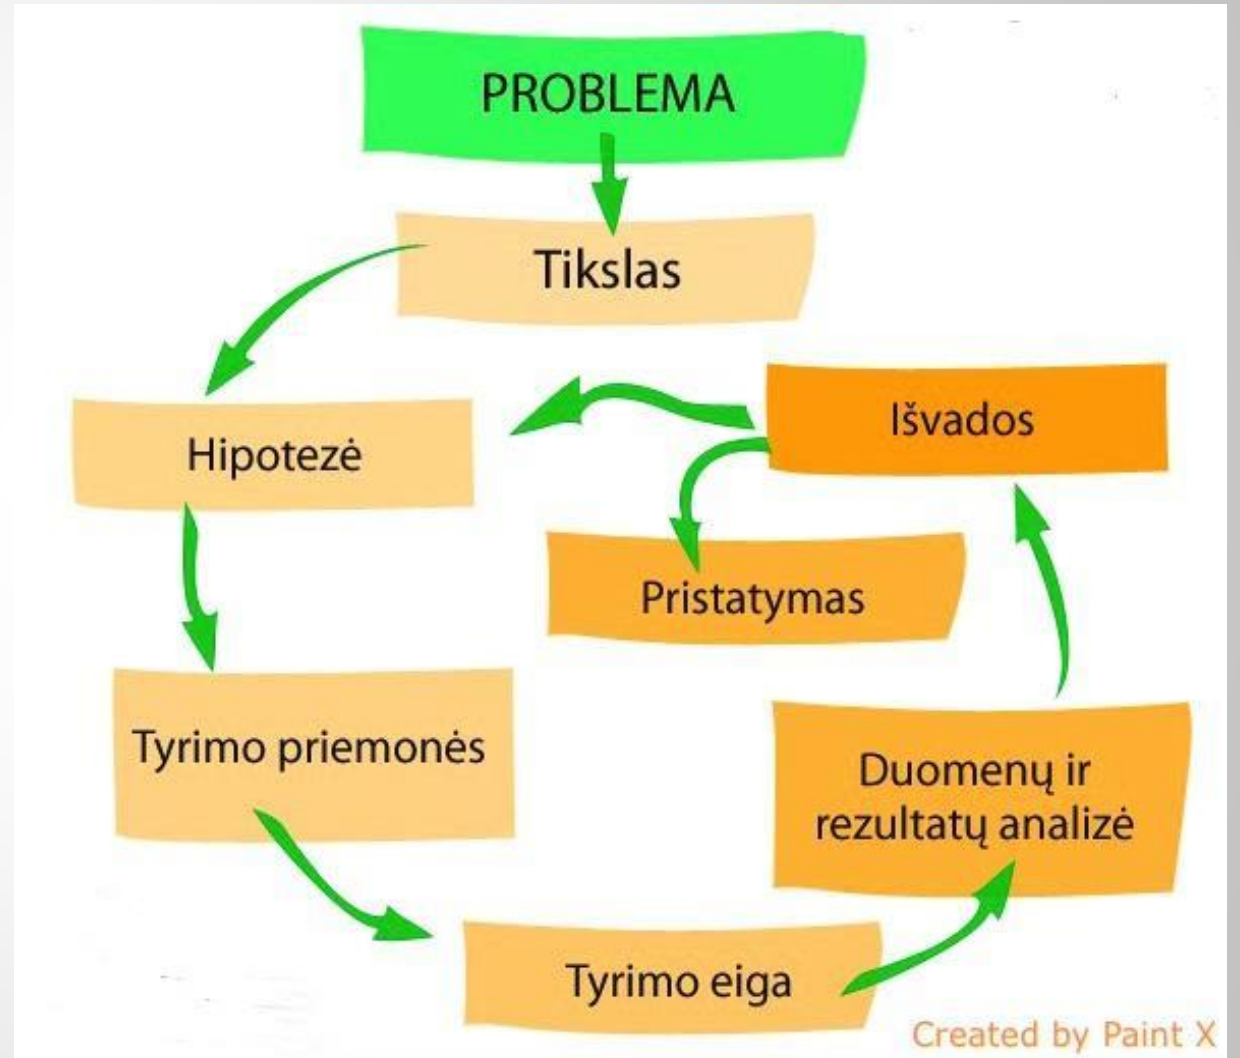 PROBLEMA
Tikslas
Hipotezė
Išvados
Pristatymas
Tyrimo priemonės
Duomenų ir
rezultatų analizė
Tyrimo eiga
Created by Paint X